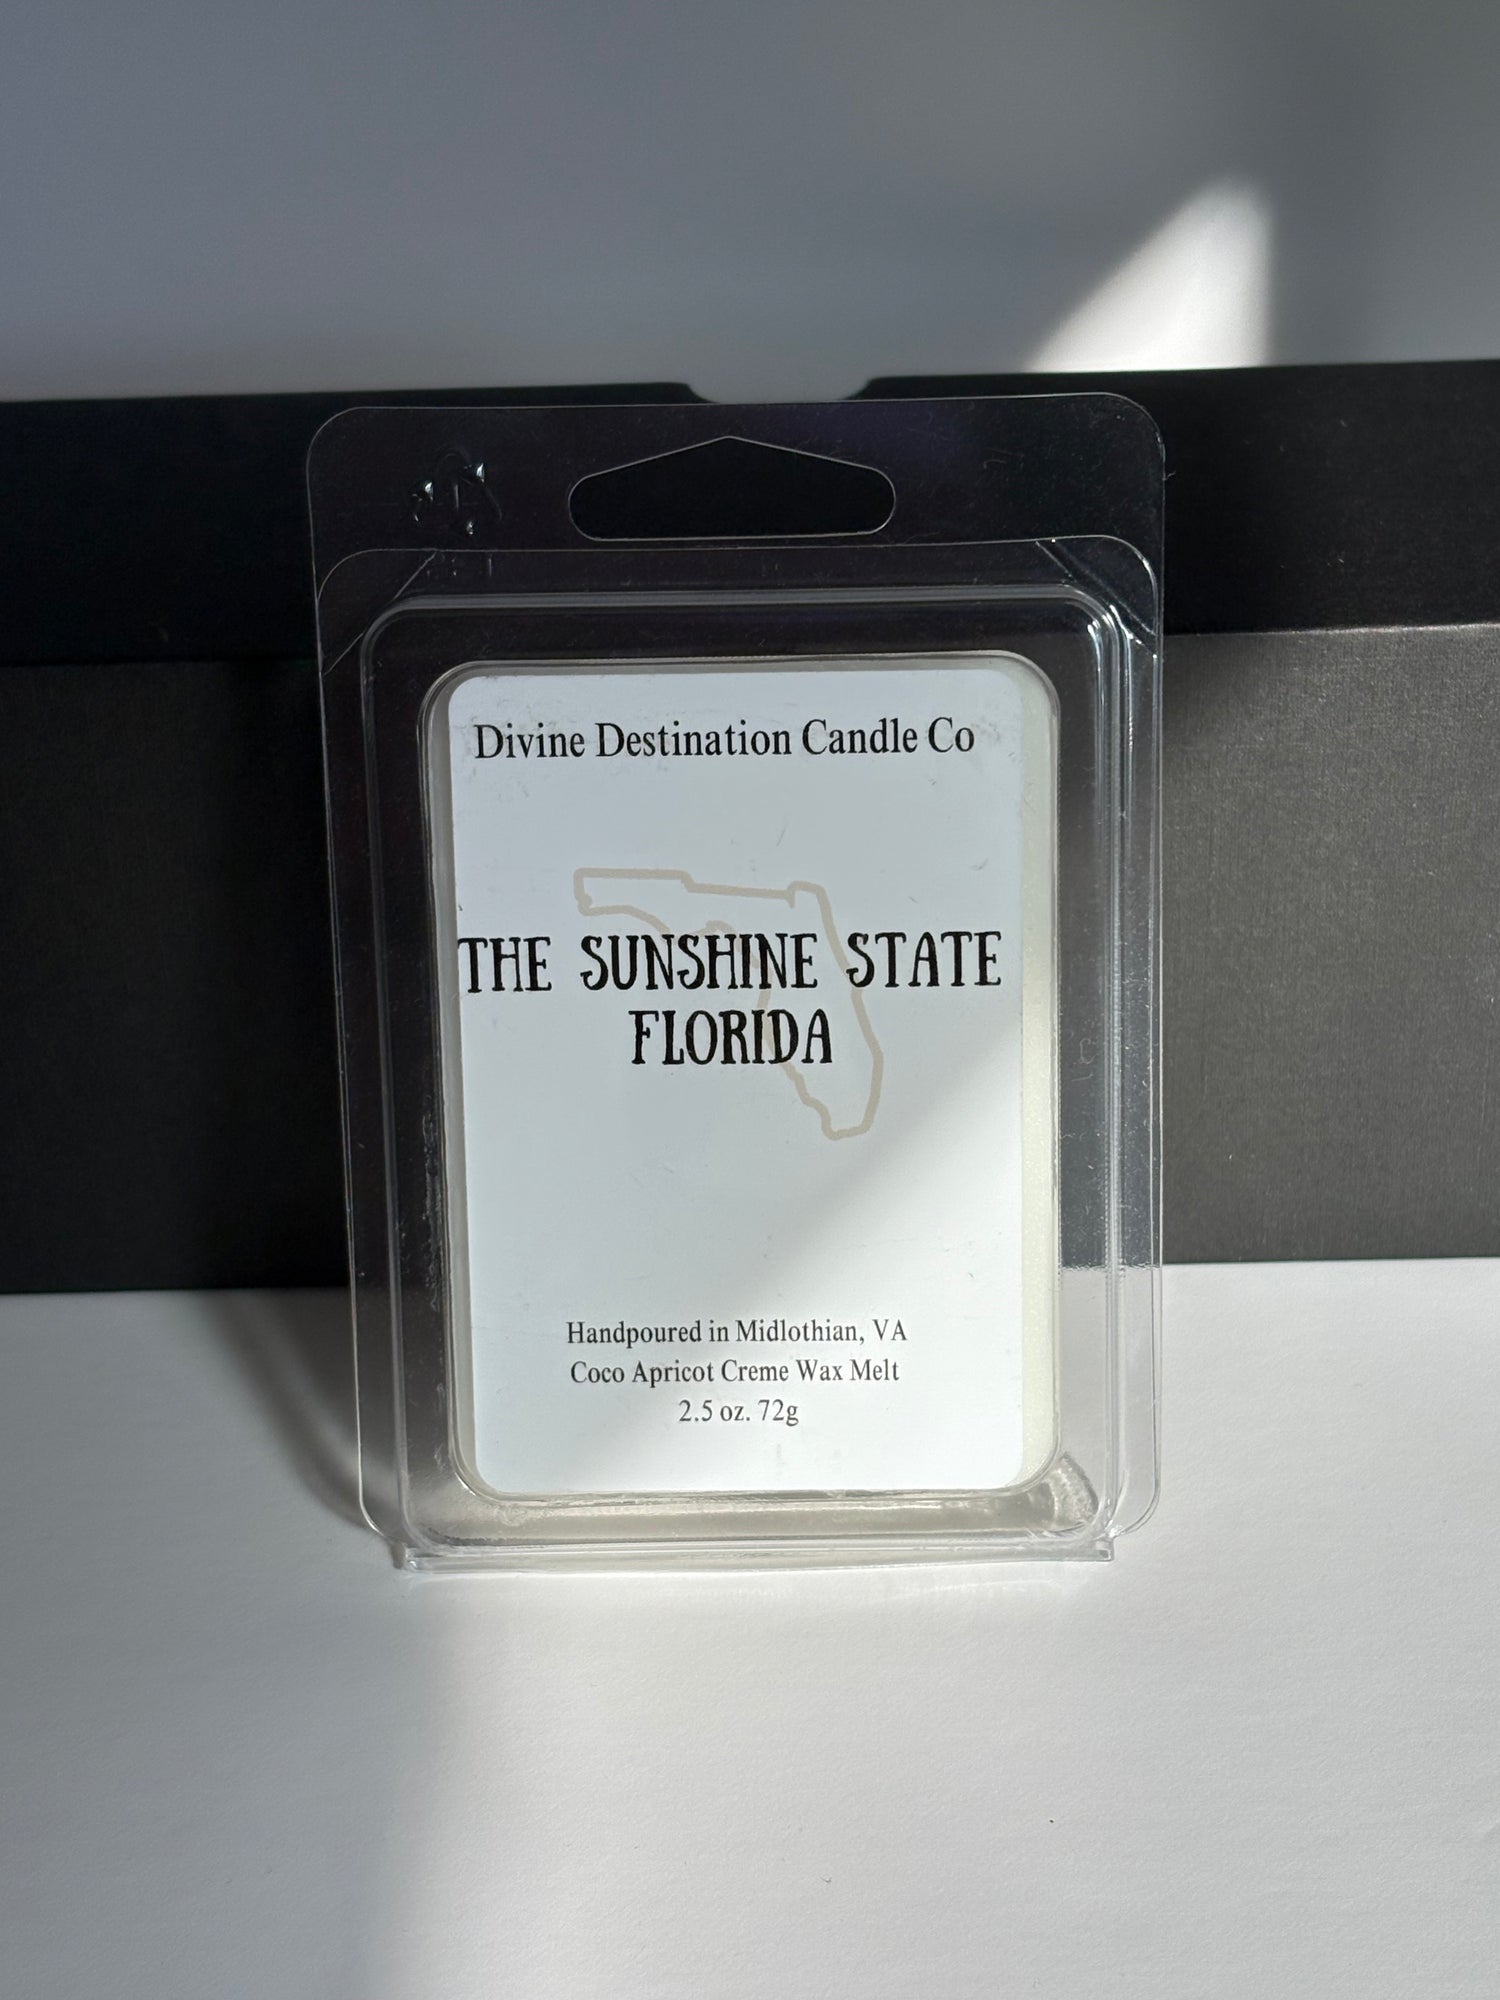 Divine Destination Candle Co
THE SUNSHINE STATE
FLORIDA
Handpoured in Midlothian, VA
Coco Apricot Creme Wax Melt
2.5 oz. 72g